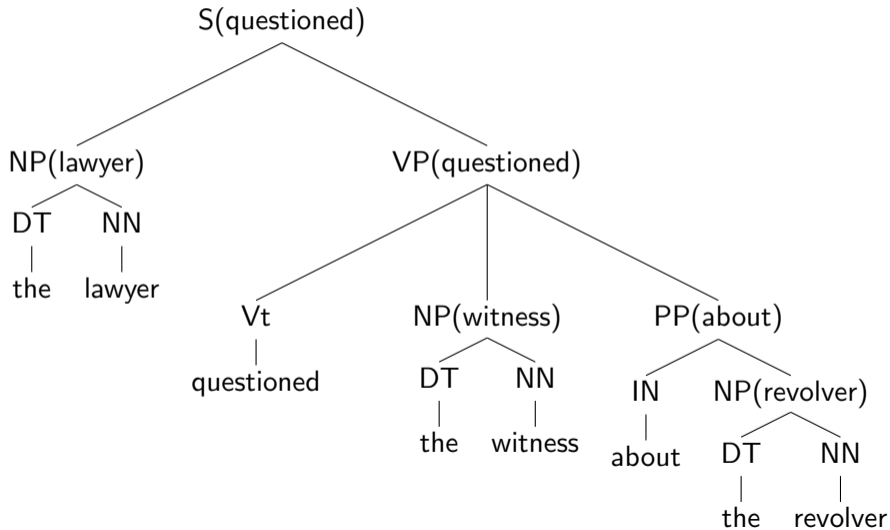 S(questioned)
NP(lawyer) VP(questioned)
DT NN
the lawyer
Vt NP(witness) PP(about)
questioned DT NN IN NP(revolver)
the witness about DT NN
the revolver